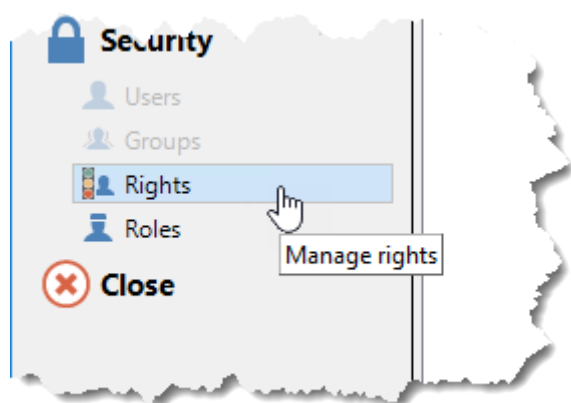 Security
Users
Groups
Rights
Roles
Manage rights
Close